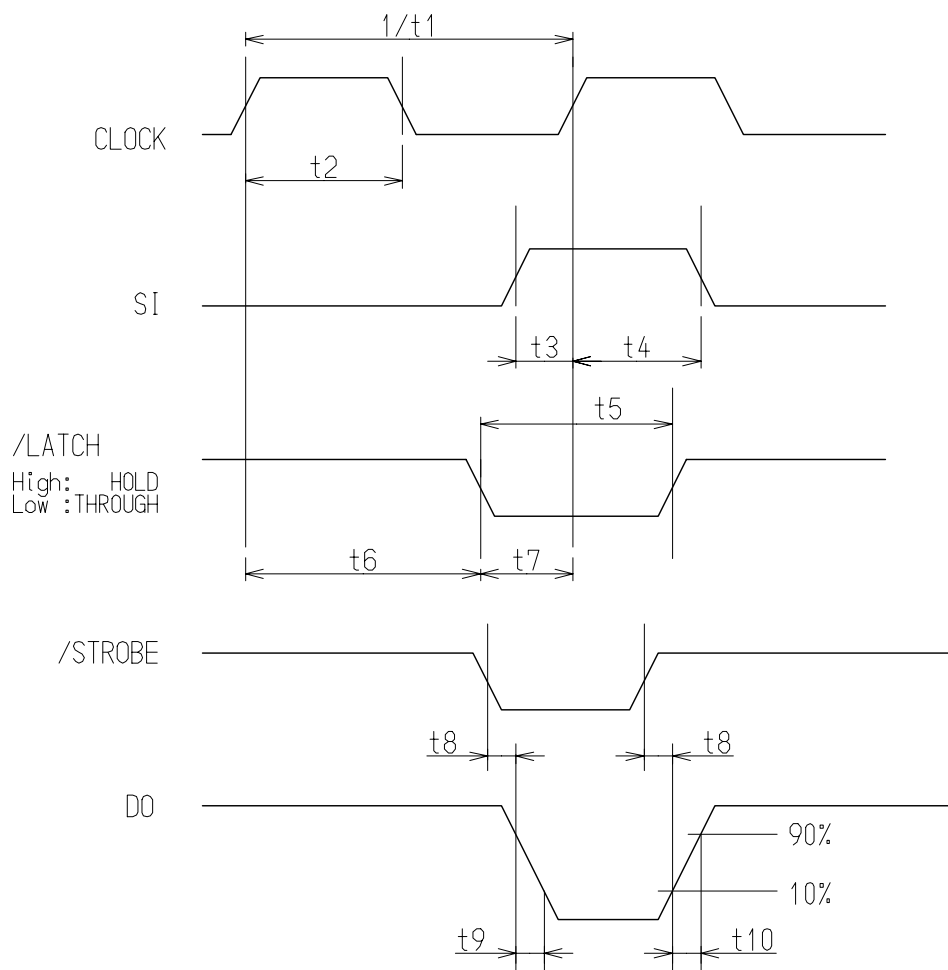 1/t1
CLOCK
t2
SI
t3
t4
t5
/LATCH
High: HOLD
Low :THROUGH
t6
t7
/STROBE
t8
t8
DO
90%
10%
t9
t10